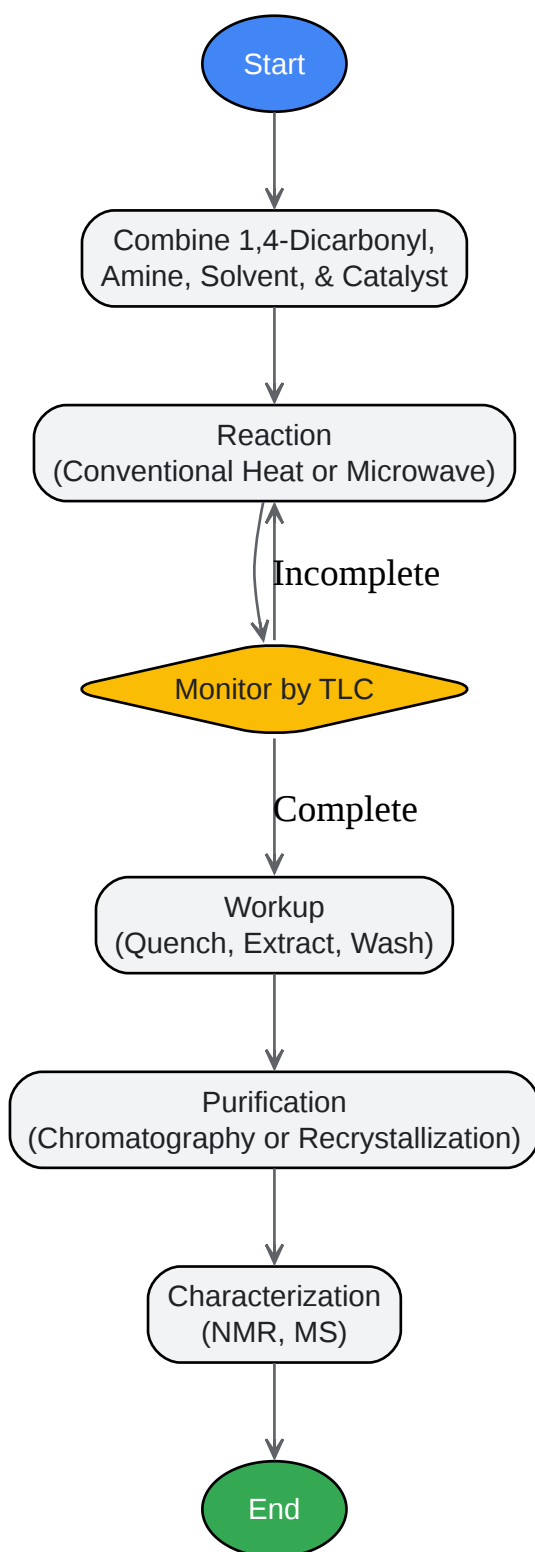 Start
Combine 1,4-Dicarbonyl,
Amine, Solvent, & Catalyst
Reaction
(Conventional Heat or Microwave)
Incomplete
Monitor by TLC
Complete
Workup
(Quench, Extract, Wash)
Purification
(Chromatography or Recrystallization)
Characterization
(NMR, MS)
End